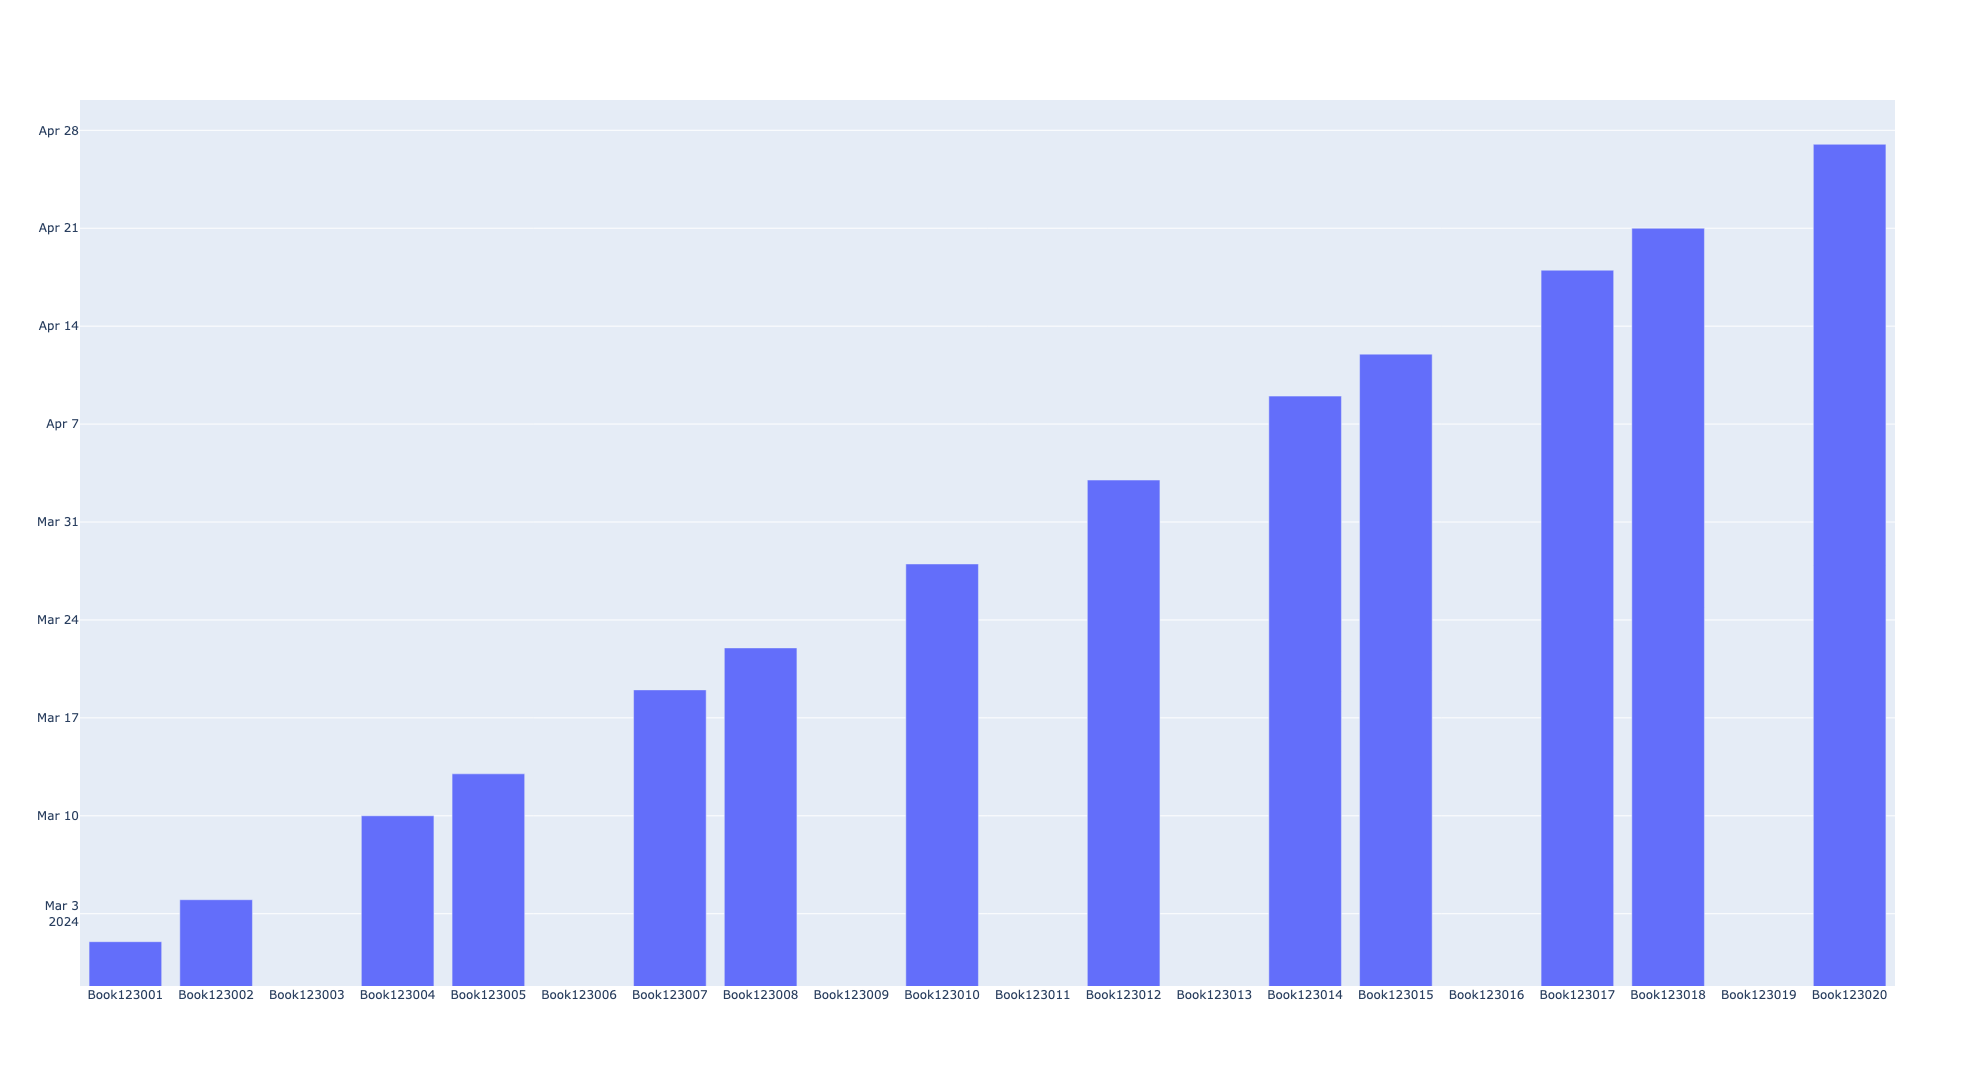 Apr 28
Apr 21
Apr 14
Apr 7
Mar 31
Mar 24
Mar 17
Mar 10
Mar 3
2024
Book123001 Book123002 Book123003 Book123004 Book123005 Book123006 Book123007 Book123008 Book123009 Book123010 Book123011 Book123012 Book123013 Book123014 Book123015 Book123016 Book123017 Book123018 Book123019 Book123020